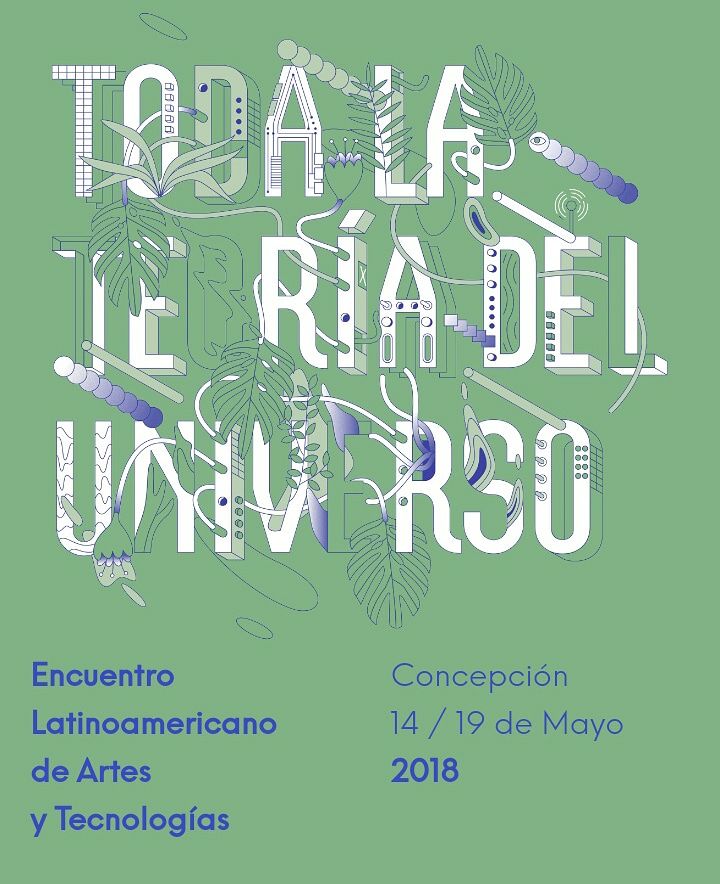 TODA LA
TEORÍA DEL
UNIVERSO
Encuentro
Latinoamericano
de Artes
y Tecnologías
Concepción
14 / 19 de Mayo
2018